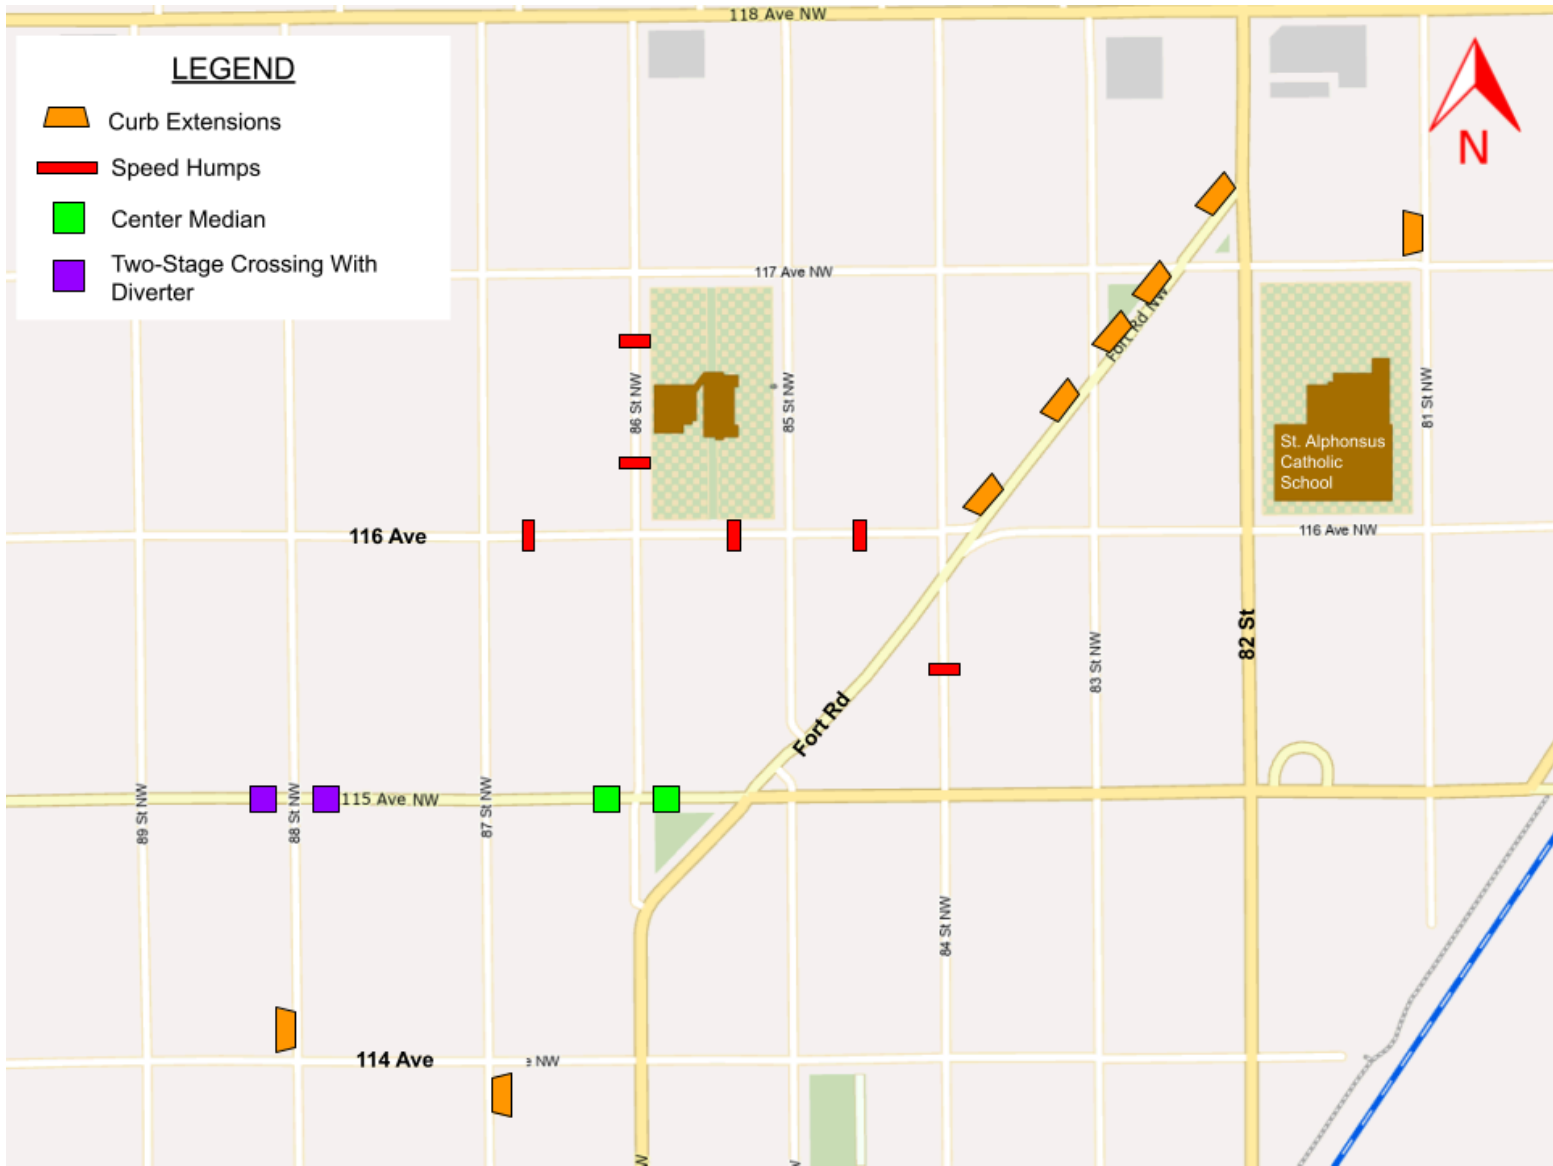 118 Ave NW
LEGEND
Curb Extensions
Speed Humps
Center Median
Two-Stage Crossing With
Diverter
N
117 Ave NW
Fort Rd NW
86 St NW
85 St NW
81 St NW
St. Alphonsus
Catholic
School
116 Ave
116 Ave NW
82 St
83 St NW
Fort Rd
89 St NW
88 St NW
115 Ave NW
87 St NW
84 St NW
114 Ave
NW
W
W